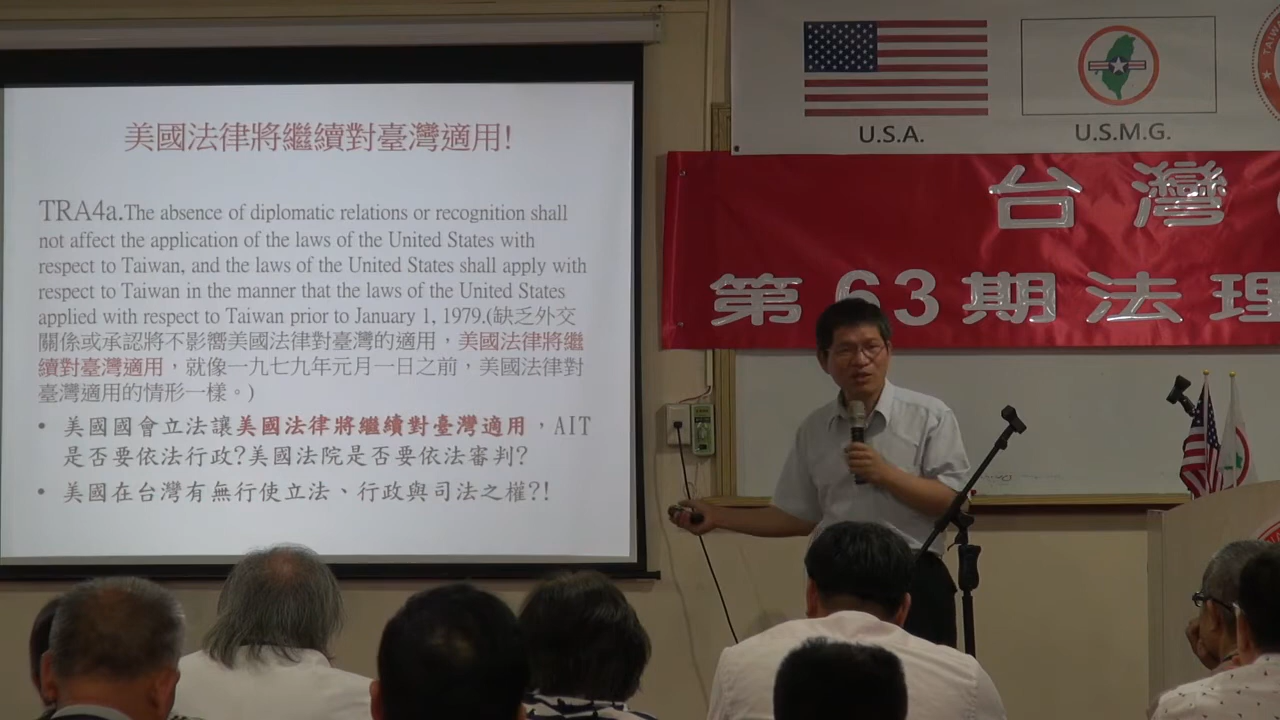 美國法律將繼續對臺灣適用!
TRA4a.The absence of diplomatic relations or recognition shall
not affect the application of the laws of the United States with
respect to Taiwan, and the laws of the United States shall apply with
respect to Taiwan in the manner that the laws of the United States
applied with respect to Taiwan prior to January 1, 1979.(缺乏外交
關係或承認將不影嚮美國法律對臺灣的適用，美國法律將繼
續對臺灣適用，就像一九七九年元月一日之前，美國法律對
臺灣適用的情形一樣。)
• 美國國會立法讓美國法律將繼續對臺灣適用，AIT
是否要依法行政?美國法院是否要依法審判?
• 美國在台灣有無行使立法、行政與司法之權?!
U.S.A.
U.S.M.G.
台灣
第63期法理